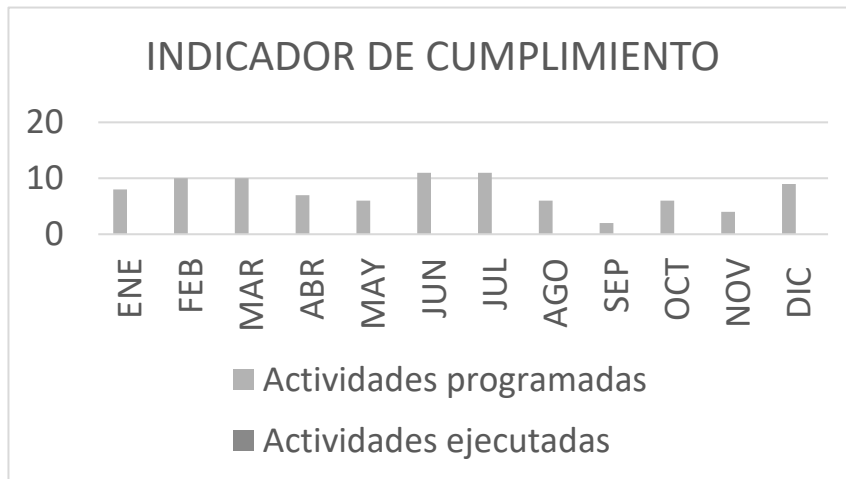 INDICADOR DE CUMPLIMIENTO
20
10
0
ENE FEB MAR ABR MAY JUN JUL AGO SEP OCT NOV DIC
Actividades programadas
Actividades ejecutadas